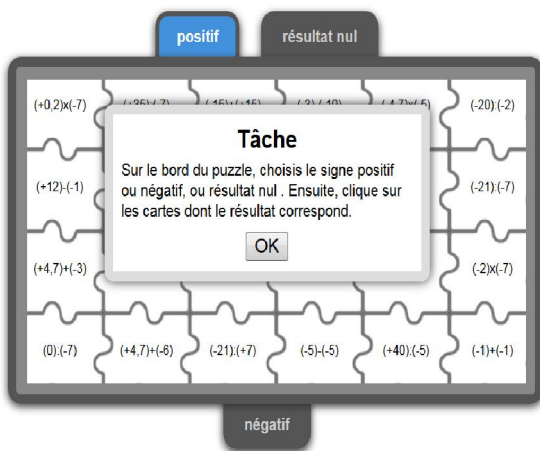 positif
résultat nul
(+0,2)x(-7)
(-20):(-2)
Tâche
Sur le bord du puzzle, choisis le signe positif
ou négatif, ou résultat nul . Ensuite, clique sur
les cartes dont le résultat correspond.
OK
(+12)-(-1)
(-21):(-7)
(+4,7)+(-3)
(-2)x(-7)
(0):(-7)
(+4,7)+(-6)
(-21):(+7)
(-5)-(-5)
(+40):(-5)
(-1)+(-1)
négatif